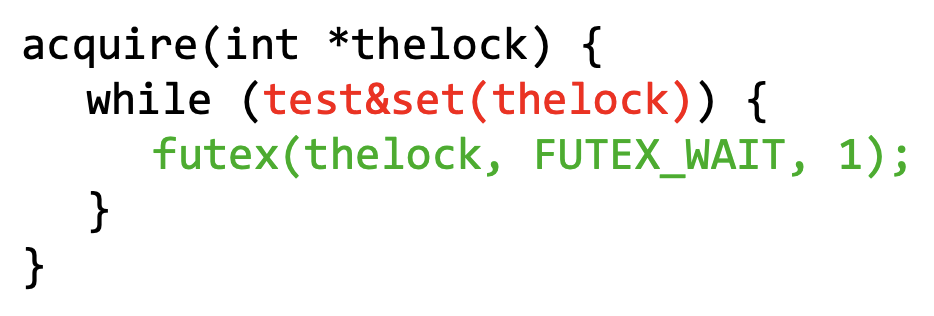 acquire(int *thelock) {
while (test&set(thelock)) {
futex(thelock, FUTEX_WAIT, 1);
}
}